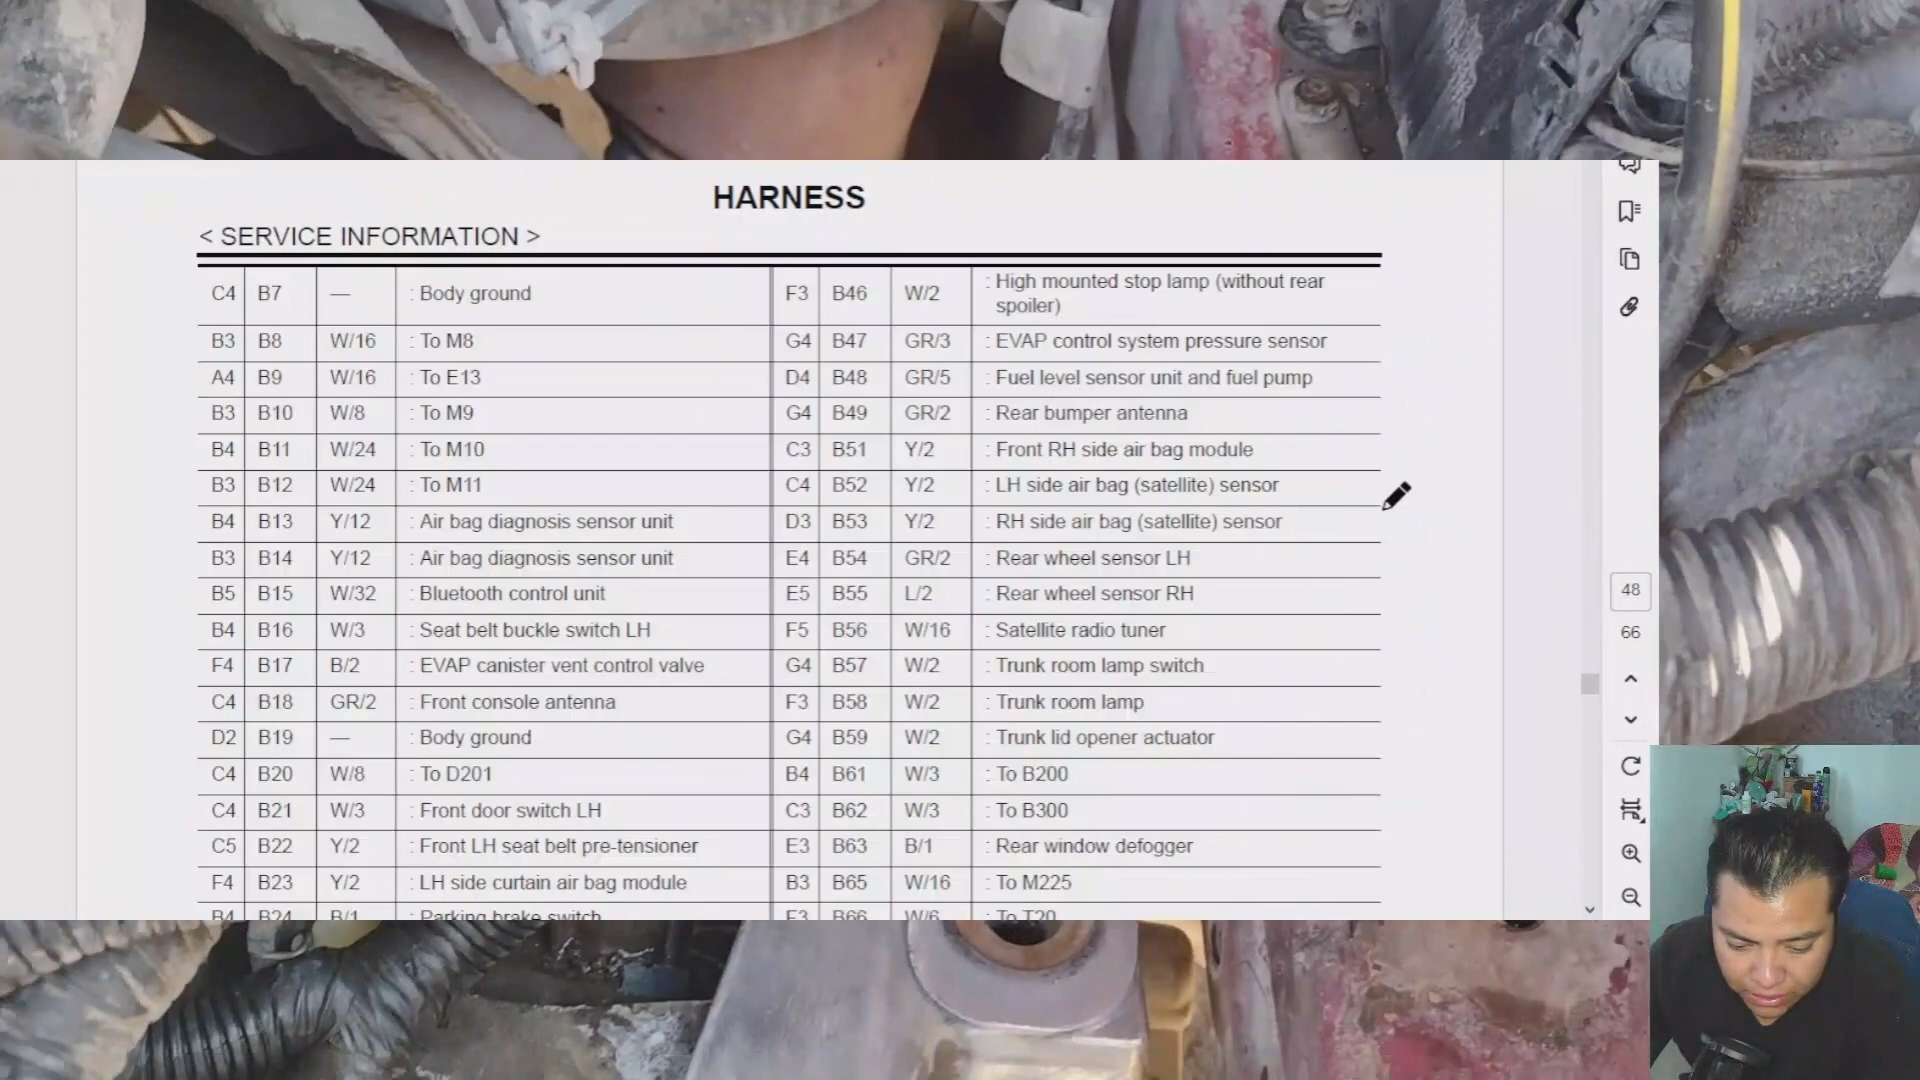 HARNESS
< SERVICE INFORMATION >
C4 B7 — : Body ground F3 B46 W/2 : High mounted stop lamp (without rear
spoiler)
B3 B8 W/16 : To M8 G4 B47 GR/3 : EVAP control system pressure sensor
A4 B9 W/16 : To E13 D4 B48 GR/5 : Fuel level sensor unit and fuel pump
B3 B10 W/8 : To M9 G4 B49 GR/2 : Rear bumper antenna
B4 B11 W/24 : To M10 C3 B51 Y/2 : Front RH side air bag module
B3 B12 W/24 : To M11 C4 B52 Y/2 : LH side air bag (satellite) sensor
B4 B13 Y/12 : Air bag diagnosis sensor unit D3 B53 Y/2 : RH side air bag (satellite) sensor
B3 B14 Y/12 : Air bag diagnosis sensor unit E4 B54 GR/2 : Rear wheel sensor LH
B5 B15 W/32 : Bluetooth control unit E5 B55 L/2 : Rear wheel sensor RH
B4 B16 W/3 : Seat belt buckle switch LH F5 B56 W/16 : Satellite radio tuner
F4 B17 B/2 : EVAP canister vent control valve G4 B57 W/2 : Trunk room lamp switch
C4 B18 GR/2 : Front console antenna F3 B58 W/2 : Trunk room lamp
D2 B19 — : Body ground G4 B59 W/2 : Trunk lid opener actuator
C4 B20 W/8 : To D201 B4 B61 W/3 : To B200
C4 B21 W/3 : Front door switch LH C3 B62 W/3 : To B300
C5 B22 Y/2 : Front LH seat belt pre-tensioner E3 B63 B/1 : Rear window defogger
F4 B23 Y/2 : LH side curtain air bag module B3 B65 W/16 : To M225
B4 B24 B/1 : Parking brake switch F3 B66 W/6 : To T20
48
66